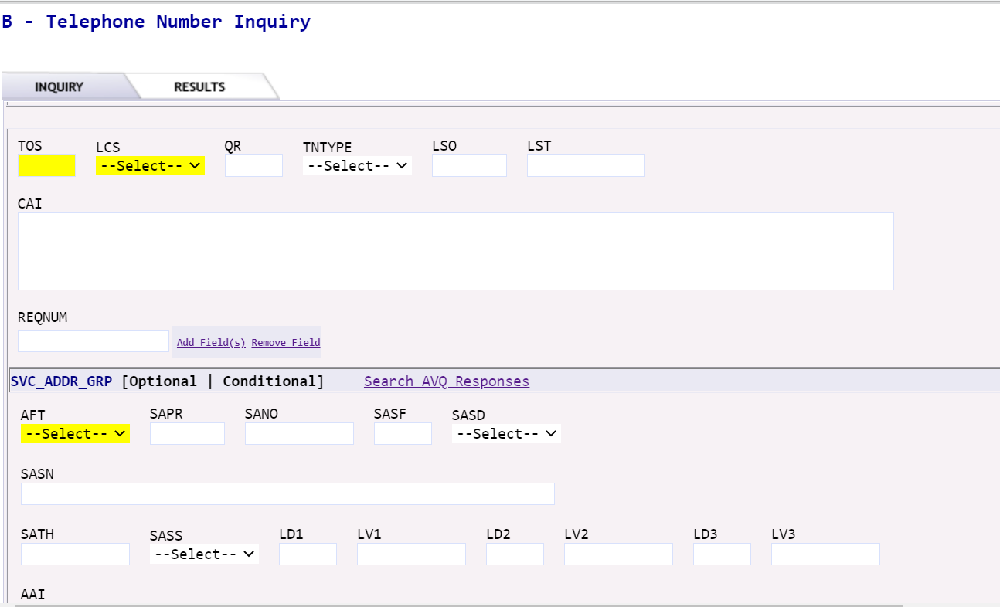 B - Telephone Number Inquiry
INQUIRY RESULTS
TOS LCS QR TNTYPE LSO LST
--Select-- --Select--
CAI
REQNUM
Add Field(s) Remove Field
SVC_ADDR_GRP [Optional | Conditional] Search AVQ Responses
AFT SAPR SANO SASF SASD
--Select-- --Select--
SASN
SATH SASS LD1 LV1 LD2 LV2 LD3 LV3
--Select--
AAI